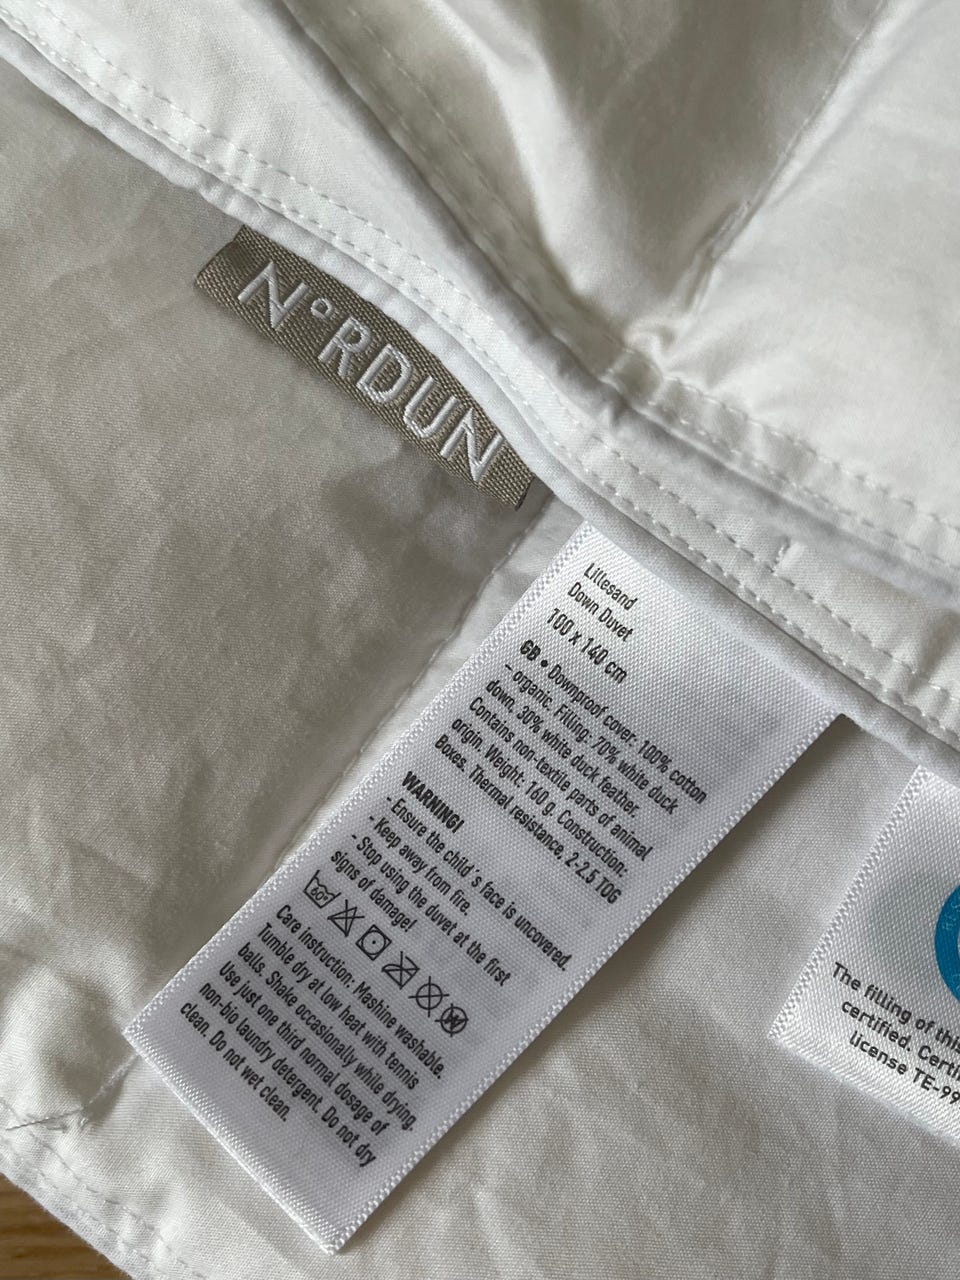 N°RDUN
Lillesand
Down Duvet
100 x 140 cm
GB • Downproof cover: 100% cotton
- organic. Filling: 70% white duck
down, 30% white duck feather.
Contains non-textile parts of animal
origin. Weight: 160 g. Construction:
Boxes. Thermal resistance, 2-2.5 TOG
WARNING!
- Ensure the child´s face is uncovered.
- Keep away from fire.
- Stop using the duvet at the first
signs of damage!
60°
W
Care instruction: Mashine washable.
Tumble dry at low heat with tennis
balls. Shake occasionally while drying.
Use just one third normal dosage of
non-bio laundry detergent. Do not dry
clean. Do not wet clean.
The filling of this
certified. Certi
license TE-99